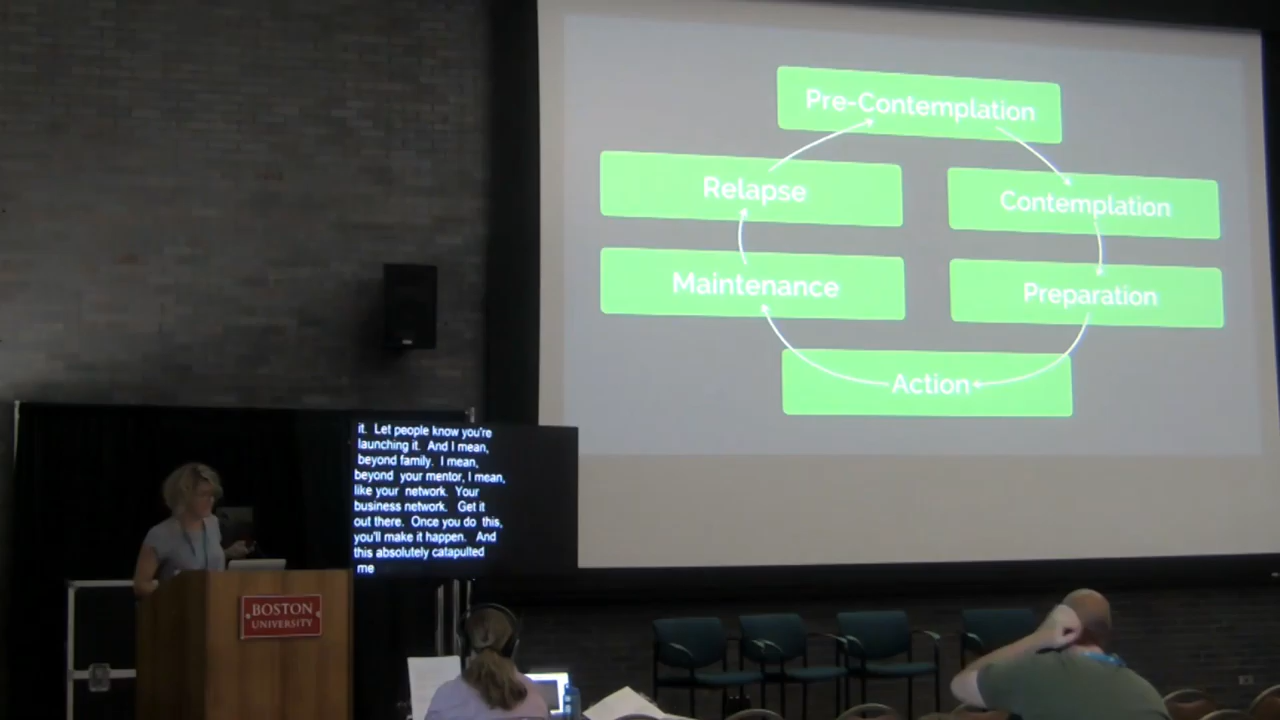 Pre-Contemplation
Relapse
Contemplation
Maintenance
Preparation
Action
it. Let people know you're
launching it. And I mean,
beyond family. I mean,
beyond your mentor, I mean,
like your network. Your
business network. Get it
out there. Once you do this,
you'll make it happen. And
this absolutely catapulted
me
BOSTON
UNIVERSITY